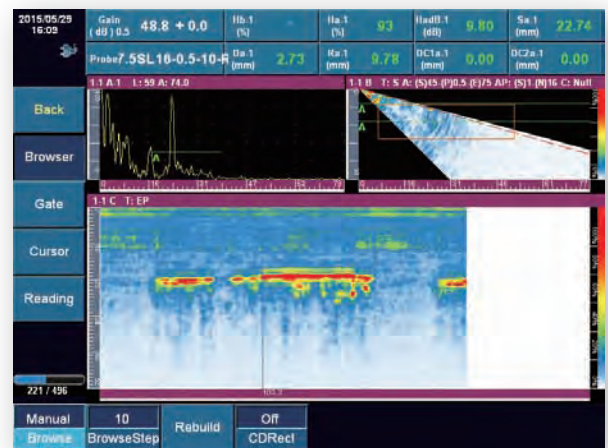 2015/05/29
16:09
Gain
( dB ) 0.5
48.8 + 0.0
Hb.1
(%)
-
Ha.1
(%)
93
HadB.1
(dB)
9.80
Sa.1
(mm)
22.74
Probe 7.5SL16-0.5-10-R
Da.1
(mm)
2.73
Ra.1
(mm)
9.78
DC1a.1
(mm)
0.00
DC2a.1
(mm)
0.00
1-1 A-1 L: 59 A: 74.0
1-1 B T: S A: (S)45-(P)0.5-(E)75 AP: (S)1-(N)16 C: Null
A
A
A
Back
Browser
Gate
Cursor
Reading
1-1 C T: EP
221 / 496
Manual
Browse
10
BrowseStep
Rebuild
Off
CDRect